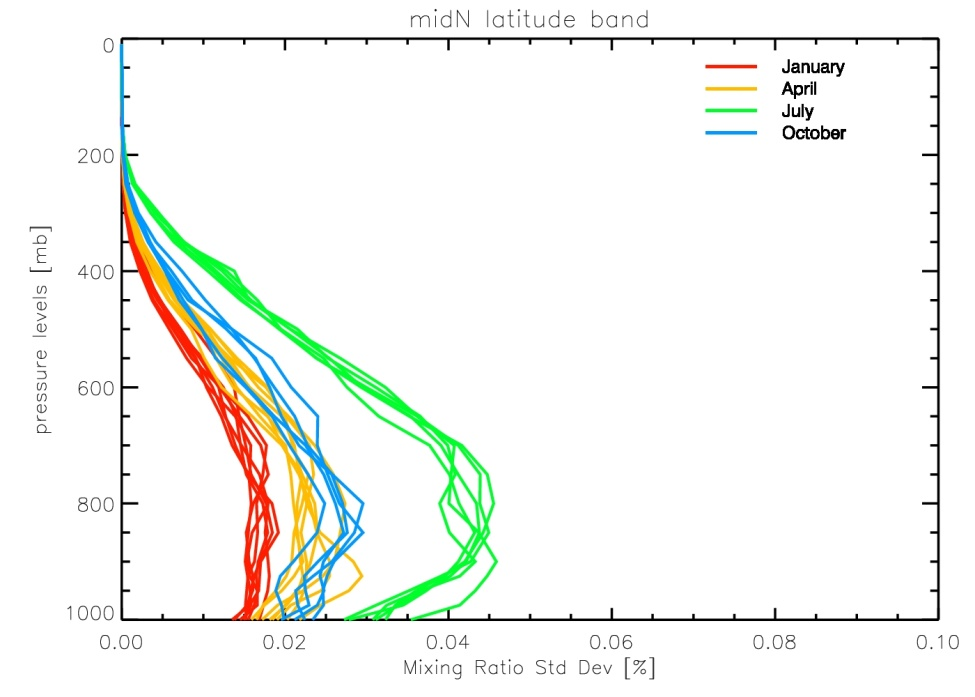 midN latitude band
0
200
400
600
800
1000
pressure levels [mb]
January
April
July
October
0.00 0.02 0.04 0.06 0.08 0.10
Mixing Ratio Std Dev [%]